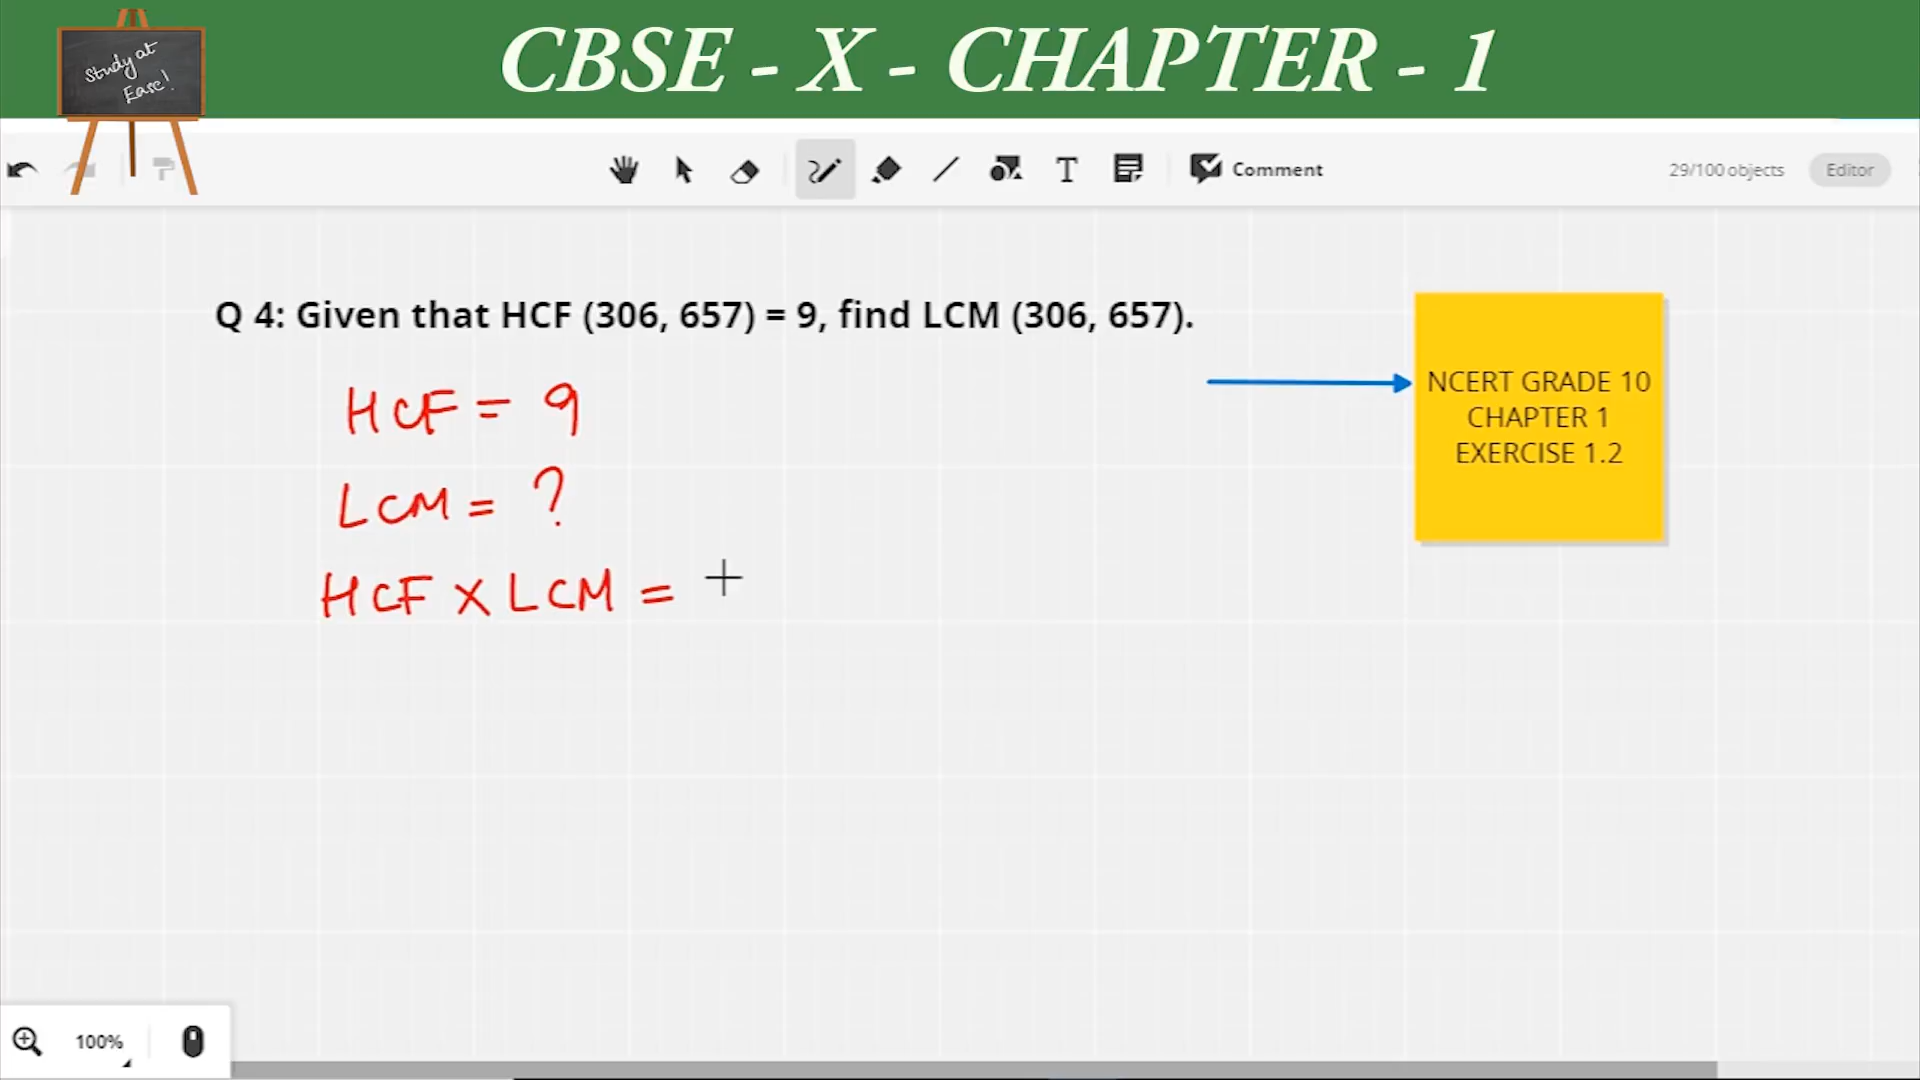 CBSE - X - CHAPTER - 1
Study at
Ease!
Comment
29/100 objects
Editor
Q 4: Given that HCF (306, 657) = 9, find LCM (306, 657).
HCF = 9
LCM = ?
HCF X LCM =
NCERT GRADE 10
CHAPTER 1
EXERCISE 1.2
100%